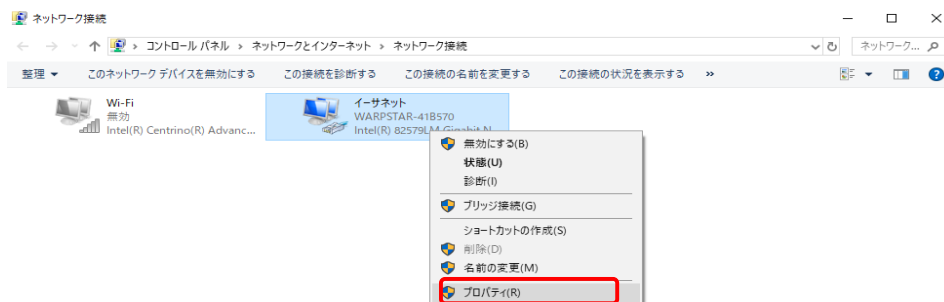 ネットワーク接続
コントロール パネル › ネットワークとインターネット › ネットワーク接続
ネットワーク...
整理 このネットワーク デバイスを無効にする この接続を診断する この接続の名前を変更する この接続の状況を表示する »
Wi-Fi
無効
Intel(R) Centrino(R) Advanc...
イーサネット
WARPSTAR-41B570
Intel(R) 82579LM Gigabit N
無効にする(B)
状態(U)
診断(I)
ブリッジ接続(G)
ショートカットの作成(S)
削除(D)
名前の変更(M)
プロパティ(R)